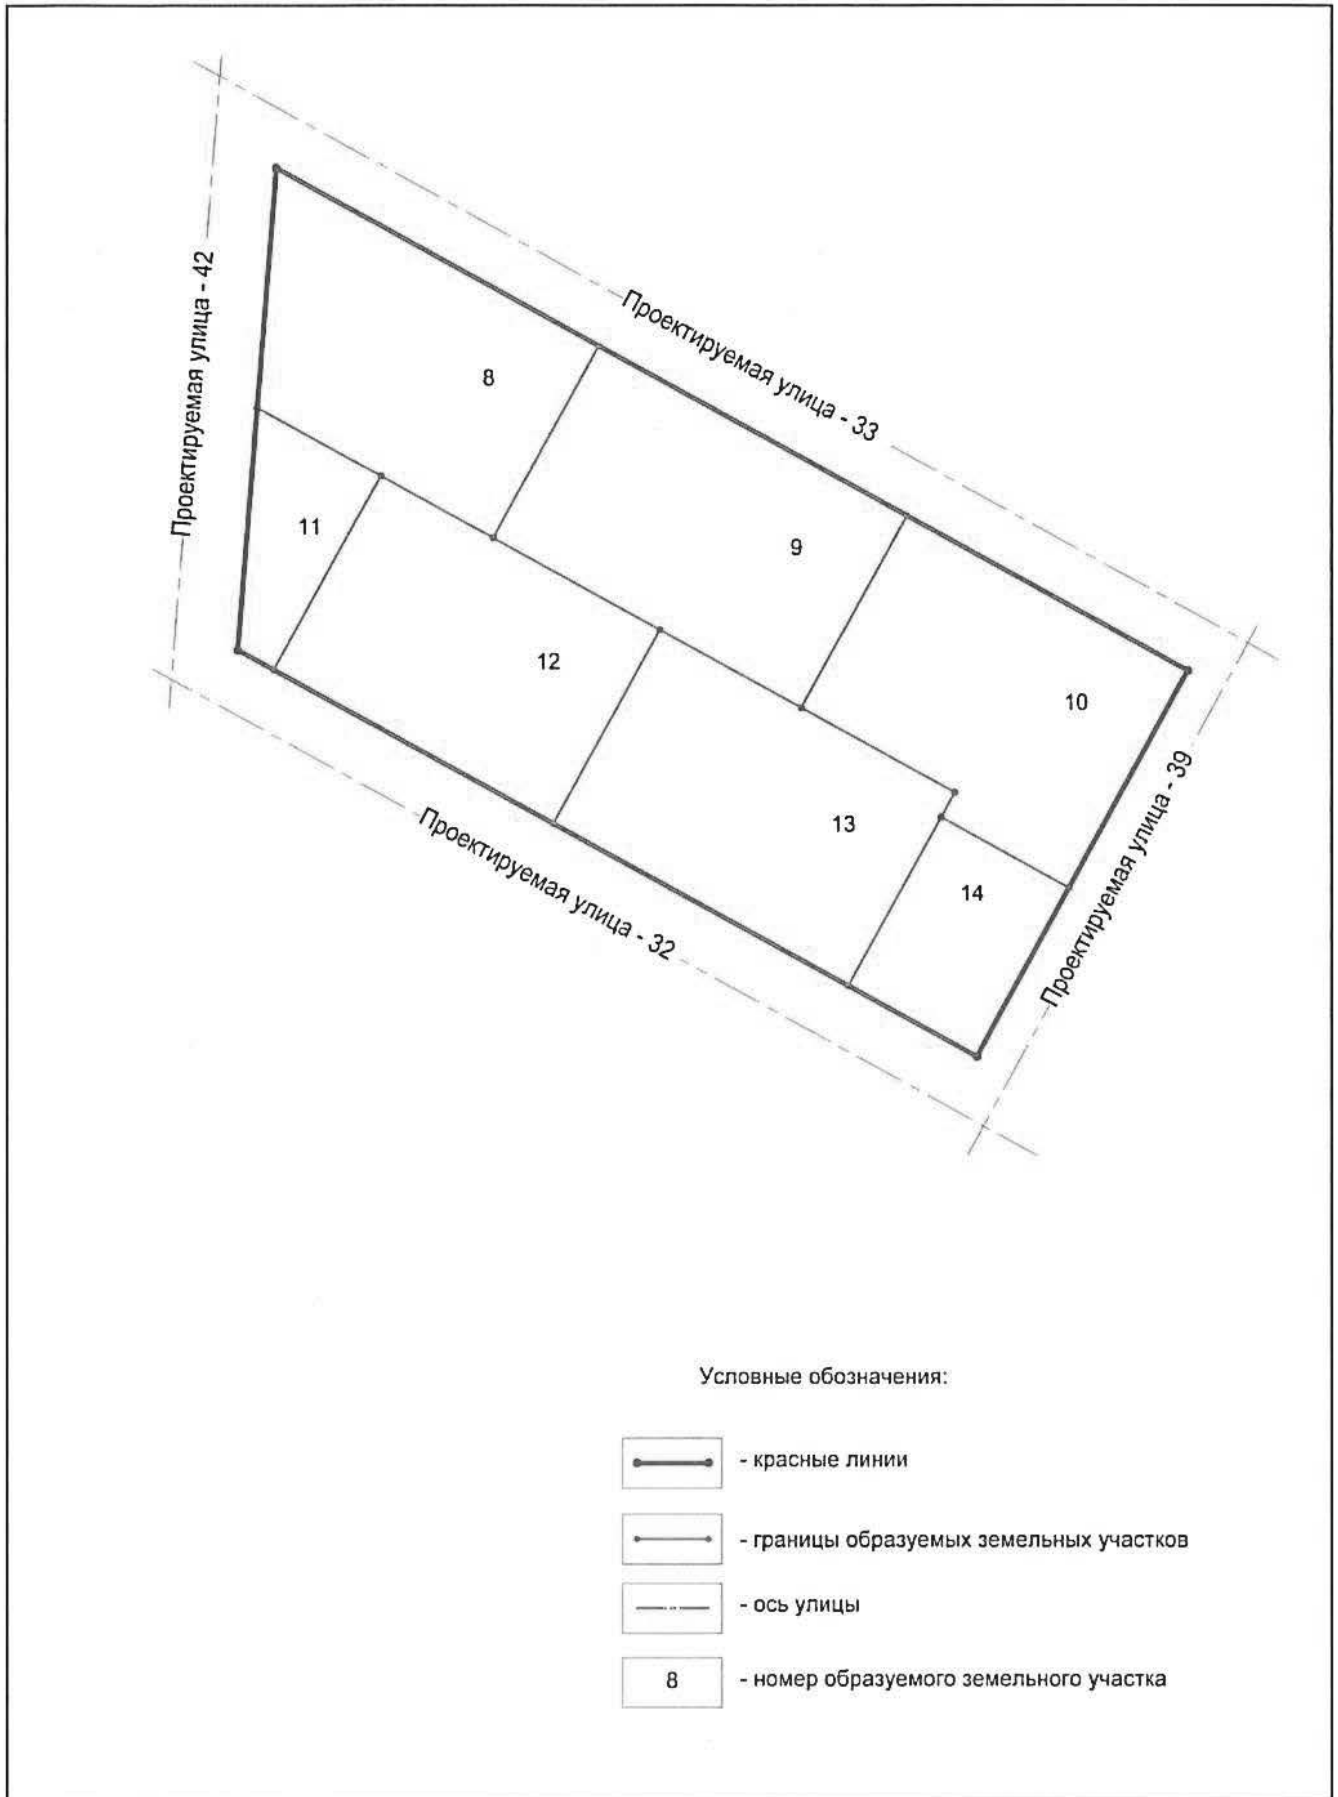 Проектируемая улица - 42
Проектируемая улица - 33
8
9
11
12
10
13
14
Проектируемая улица - 39
Проектируемая улица - 32
Условные обозначения:
- красные линии
- границы образуемых земельных участков
- ось улицы
8 - номер образуемого земельного участка